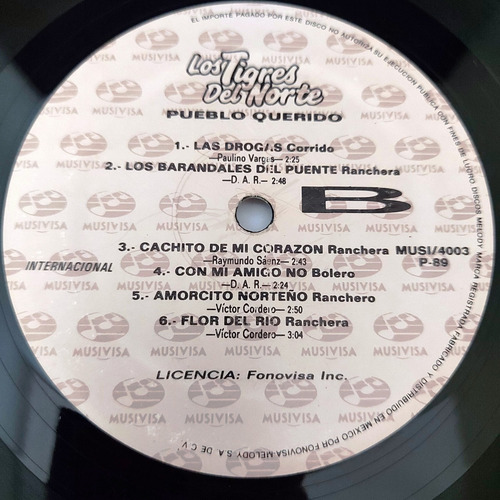 EL IMPORTE PAGADO POR ESTE DISCO NO AUTORIZA SU EJECUCION PUBLICA CON FINES DE LUCRO DISCOS MELODY MARCA REGISTRADA FABRICADO Y DISTRIBUIDO EN MEXICO POR FONOVISA MELODY S.A. DE C.V.
Los Tigres
Del Norte
PUEBLO QUERIDO
1.- LAS DROGAS Corrido
—Paulino Vargas— 2:25
2.- LOS BARANDALES DEL PUENTE Ranchera
—D. A. R.— 2:48
B
3.- CACHITO DE MI CORAZON Ranchera
—Raymundo Sáenz— 2:43
MUSI/4003
P-89
INTERNACIONAL
4.- CON MI AMIGO NO Bolero
—D. A. R.— 2:24
5.- AMORCITO NORTEÑO Ranchero
—Víctor Cordero— 2:50
6.- FLOR DEL RIO Ranchera
—Víctor Cordero— 3:04
LICENCIA: Fonovisa Inc.
MUSIVISA